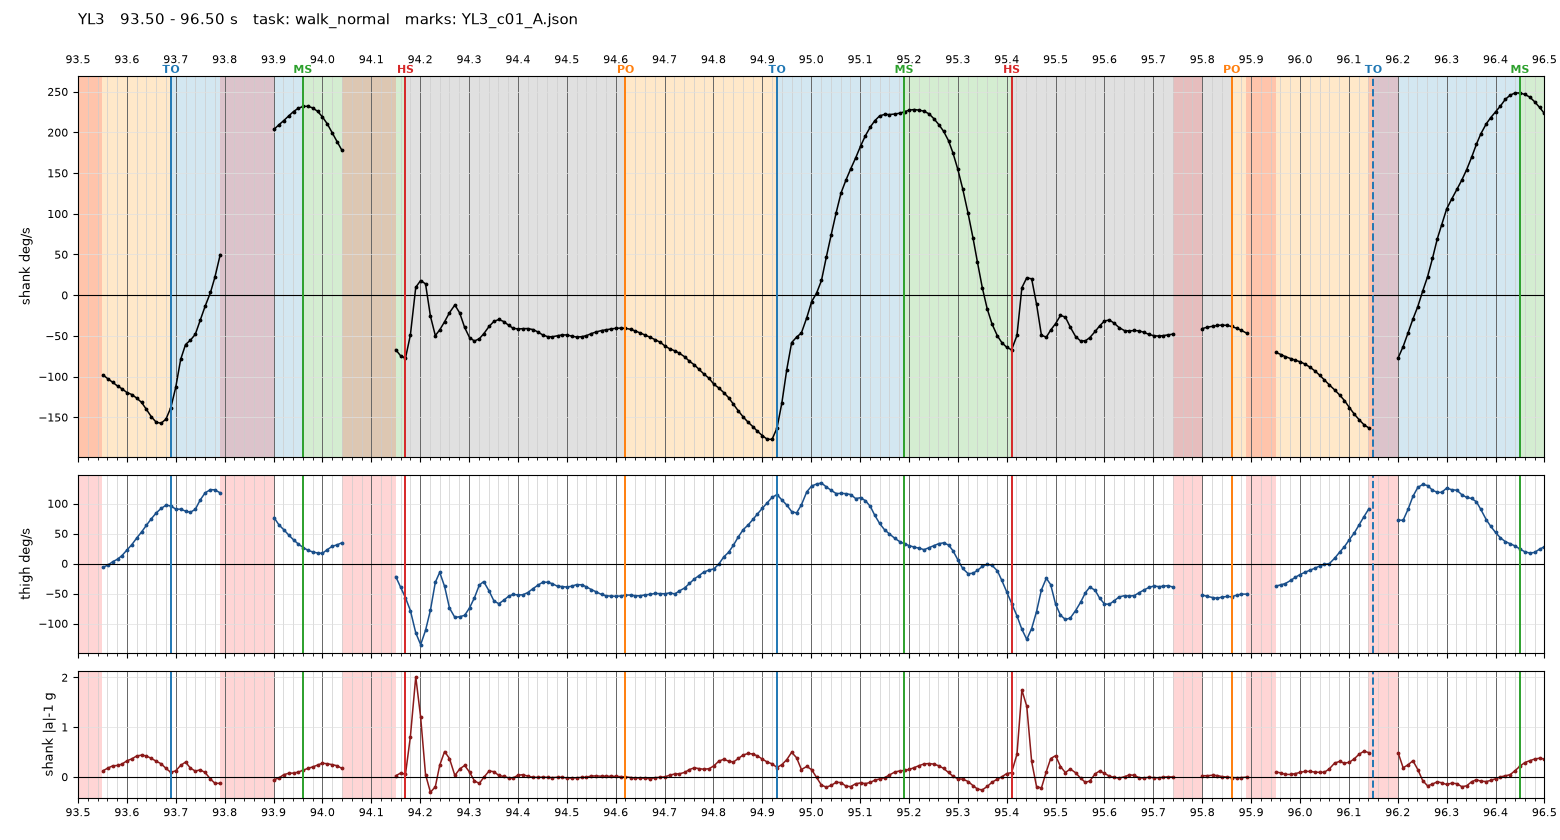 YL3   93.50 - 96.50 s   task: walk_normal   marks: YL3_c01_A.json
93.5 93.6 93.7 93.8 93.9 94.0 94.1 94.2 94.3 94.4 94.5 94.6 94.7 94.8 94.9 95.0 95.1 95.2 95.3 95.4 95.5 95.6 95.7 95.8 95.9 96.0 96.1 96.2 96.3 96.4 96.5
TO MS HS PO TO MS HS PO TO MS
250
200
150
100
50
0
−50
−100
−150
shank deg/s
100
50
0
−50
−100
thigh deg/s
2
1
0
shank |a|-1 g
93.5 93.6 93.7 93.8 93.9 94.0 94.1 94.2 94.3 94.4 94.5 94.6 94.7 94.8 94.9 95.0 95.1 95.2 95.3 95.4 95.5 95.6 95.7 95.8 95.9 96.0 96.1 96.2 96.3 96.4 96.5